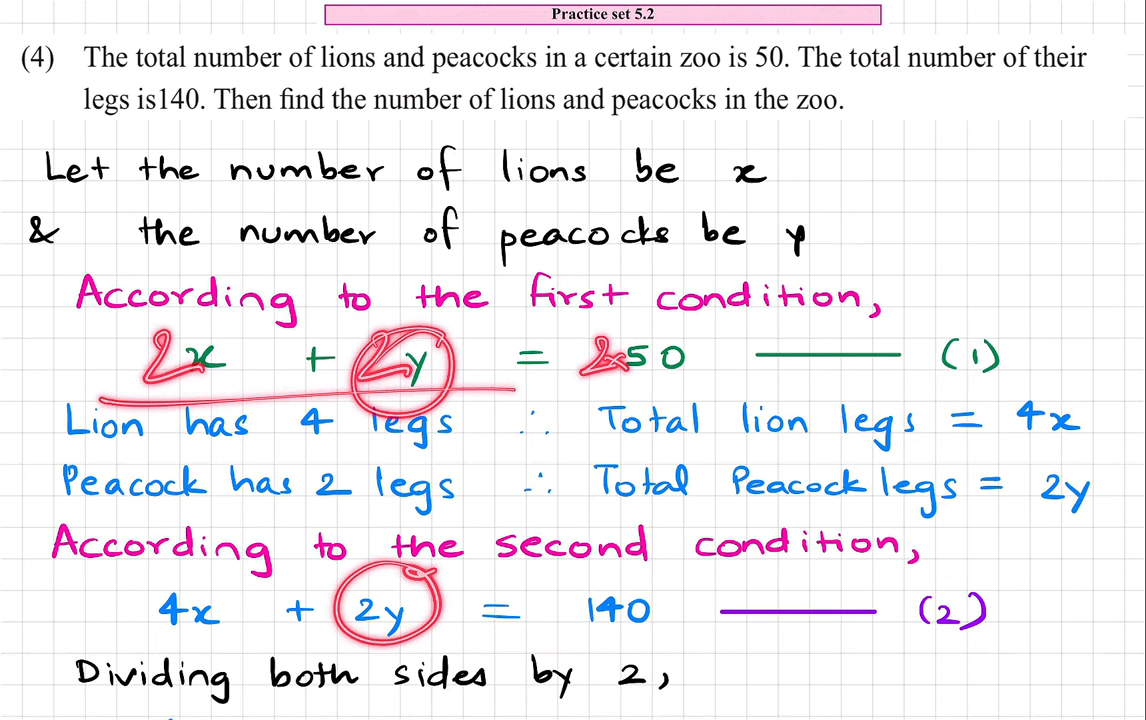 Practice set 5.2
(4) The total number of lions and peacocks in a certain zoo is 50. The total number of their
legs is140. Then find the number of lions and peacocks in the zoo.
Let the number of lions be x
& the number of peacocks be y
According to the first condition,
2x + 2y = 2x50 ——— (1)
Lion has 4 legs ∴ Total lion legs = 4x
Peacock has 2 legs ∴ Total Peacock legs = 2y
According to the second condition,
4x + 2y = 140 ——— (2)
Dividing both sides by 2,